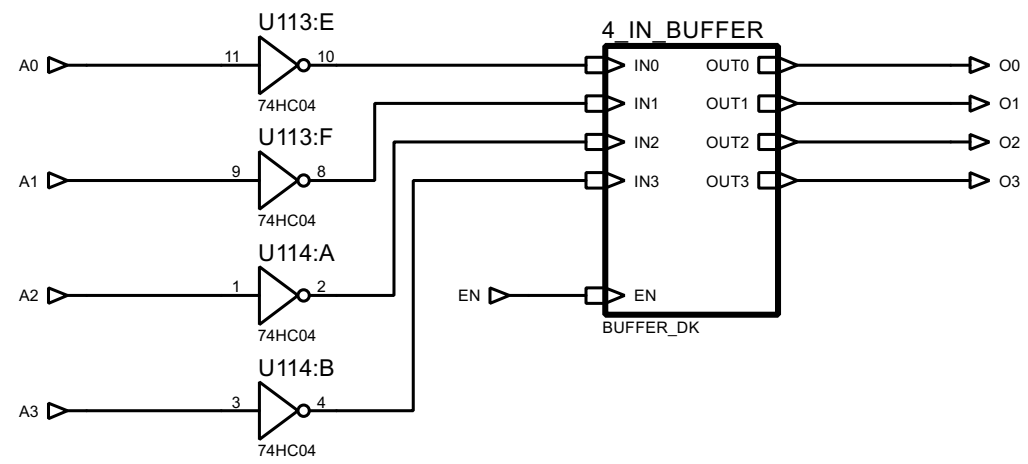 U113:E
A0
11
10
74HC04
U113:F
A1
9
8
74HC04
U114:A
A2
1
2
74HC04
U114:B
A3
3
4
74HC04
4_IN_BUFFER
IN0 OUT0
IN1 OUT1
IN2 OUT2
IN3 OUT3
EN
EN
BUFFER_DK
O0
O1
O2
O3